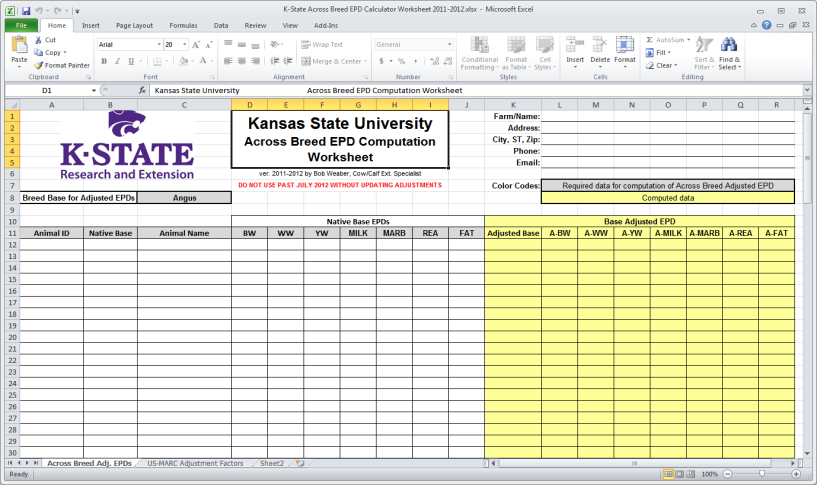 K-State Across Breed EPD Calculator Worksheet 2011-2012.xlsx - Microsoft Excel
File Home Insert Page Layout Formulas Data Review View Add-Ins
Paste Cut Copy Format Painter
Arial 20 A A
B I U A
Wrap Text
Merge & Center
General
$ % ,
Conditional Formatting Format as Table Cell Styles
Insert Delete Format
Σ AutoSum Fill Clear
Sort & Filter Find & Select
Clipboard Font Alignment Number Styles Cells Editing
D1 fx Kansas State University Across Breed EPD Computation Worksheet
A B C D E F G H I J K L M N O P Q R
1 Farm/Name:
Kansas State University
2 Address:
Across Breed EPD Computation
3 City, ST, Zip:
K-STATE
4 Phone:
Worksheet
5 Email:
Research and Extension
6 ver. 2011-2012 by Bob Weaber, Cow/Calf Ext. Specialist
7 DO NOT USE PAST JULY 2012 WITHOUT UPDATING ADJUSTMENTS Color Codes: Required data for computation of Across Breed Adjusted EPD
8 Breed Base for Adjusted EPDs: Angus Computed data
9
10 Native Base EPDs Base Adjusted EPD
11 Animal ID Native Base Animal Name BW WW YW MILK MARB REA FAT Adjusted Base A-BW A-WW A-YW A-MILK A-MARB A-REA A-FAT
12
13
14
15
16
17
18
19
20
21
22
23
24
25
26
27
28
29
30
Across Breed Adj. EPDs US-MARC Adjustment Factors Sheet2
Ready 100%